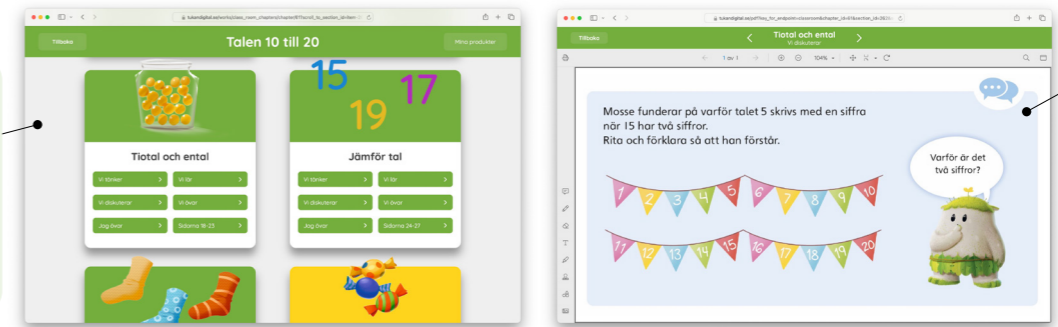 Tillbaka
Talen 10 till 20
Mina produkter
15
19
17
Tiotal och ental
Vi tänker >
Vi lär >
Vi diskuterar >
Vi övar >
Jag övar >
Sidorna 18-23 >
Jämför tal
Vi tänker >
Vi lär >
Vi diskuterar >
Vi övar >
Jag övar >
Sidorna 24-27 >
Tillbaka
Tiotal och ental
Vi diskuterar
1 av 1
104%
Mosse funderar på varför talet 5 skrivs med en siffra
när 15 har två siffror.
Rita och förklara så att han förstår.
Varför är det
två siffror?
1 2 3 4 5 6 7 8 9 10
11 12 13 14 15 16 17 18 19 20